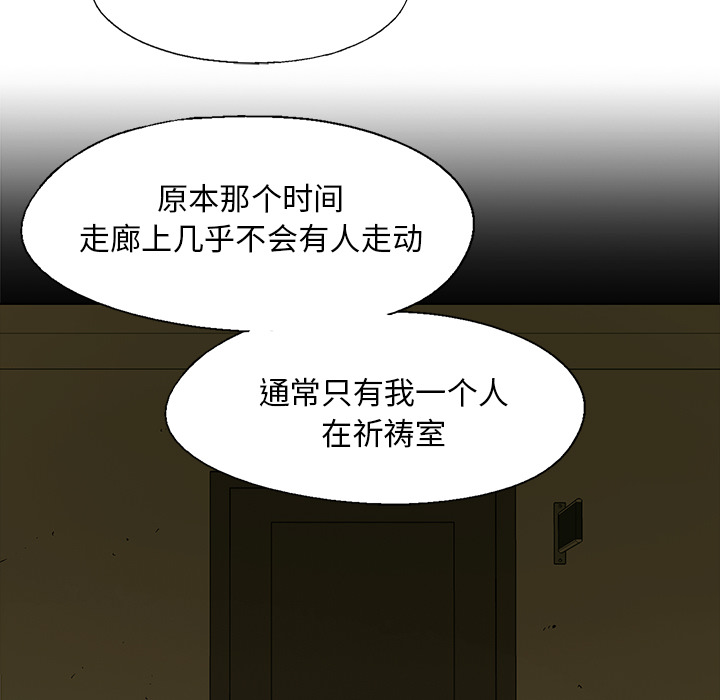 原本那个时间
走廊上几乎不会有人走动
通常只有我一个人
在祈祷室